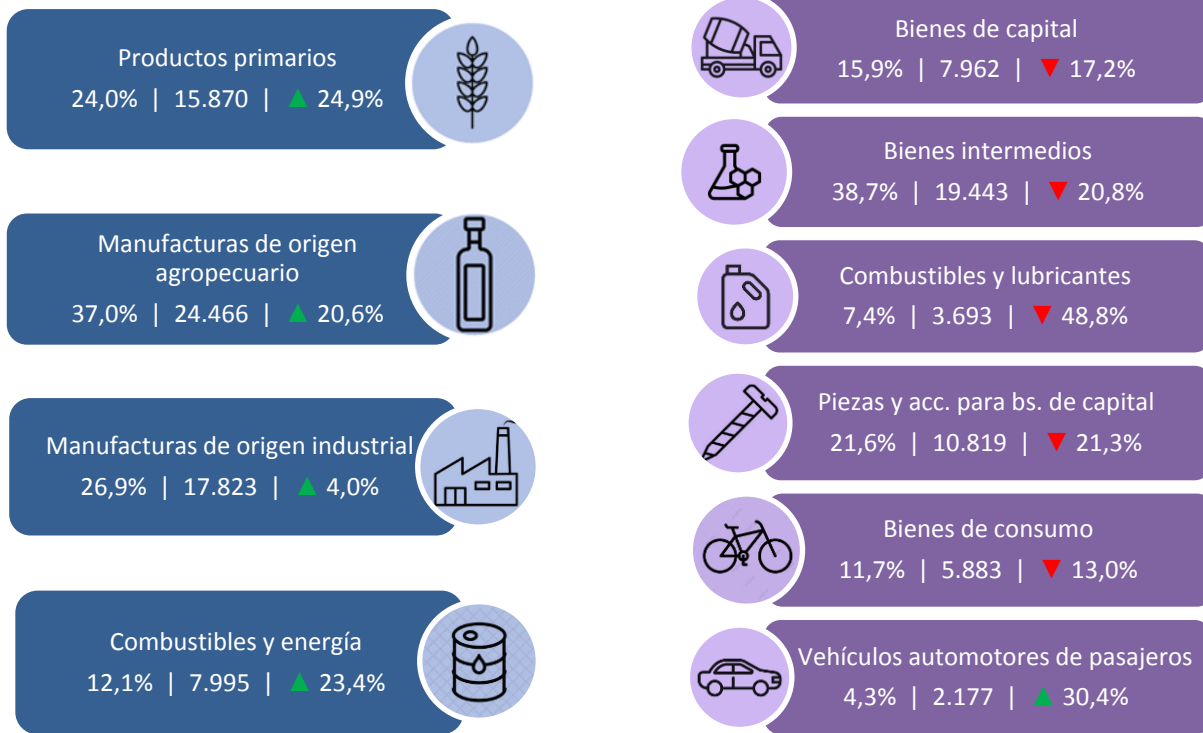 Productos primarios
24,0% | 15.870 | ▲ 24,9%
Manufacturas de origen
agropecuario
37,0% | 24.466 | ▲ 20,6%
Manufacturas de origen industrial
26,9% | 17.823 | ▲ 4,0%
Combustibles y energía
12,1% | 7.995 | ▲ 23,4%
Bienes de capital
15,9% | 7.962 | ▼ 17,2%
Bienes intermedios
38,7% | 19.443 | ▼ 20,8%
Combustibles y lubricantes
7,4% | 3.693 | ▼ 48,8%
Piezas y acc. para bs. de capital
21,6% | 10.819 | ▼ 21,3%
Bienes de consumo
11,7% | 5.883 | ▼ 13,0%
Vehículos automotores de pasajeros
4,3% | 2.177 | ▲ 30,4%